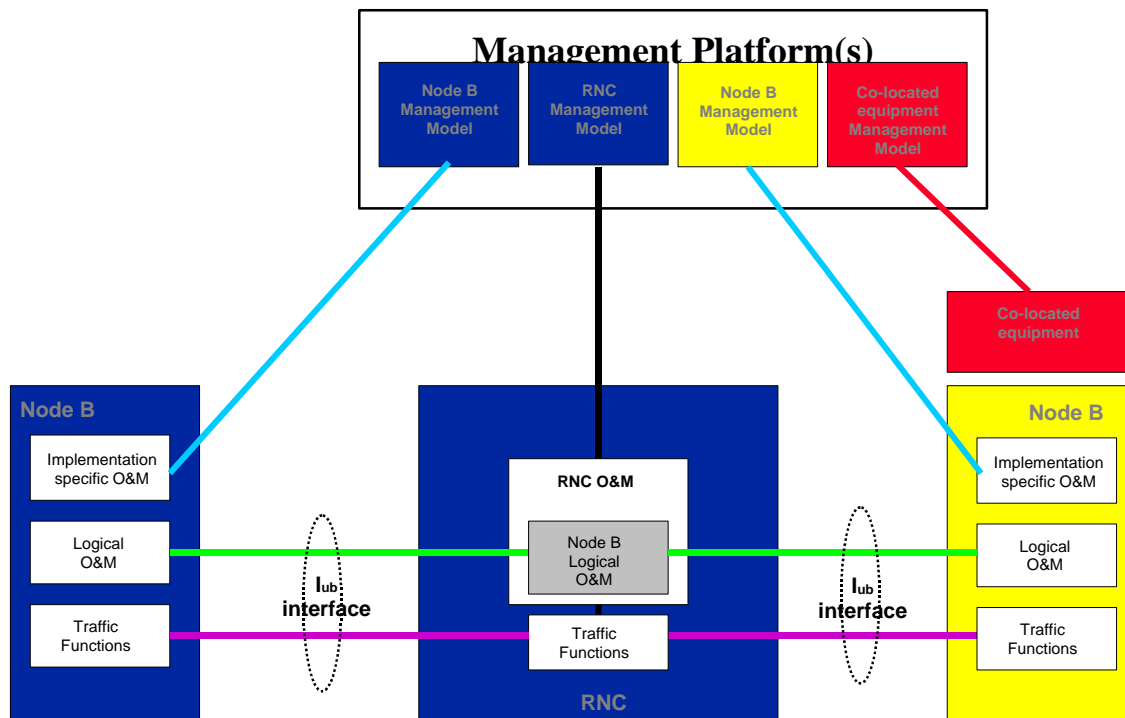 Management Platform(s)
Node B
Management
Model
RNC
Management
Model
Node B
Management
Model
Co-located
equipment
Management
Model
Co-located
equipment
Node B
Implementation
specific O&M
Logical
O&M
Traffic
Functions
Iub
interface
RNC O&M
Node B
Logical
O&M
Traffic
Functions
RNC
Iub
interface
Node B
Implementation
specific O&M
Logical
O&M
Traffic
Functions